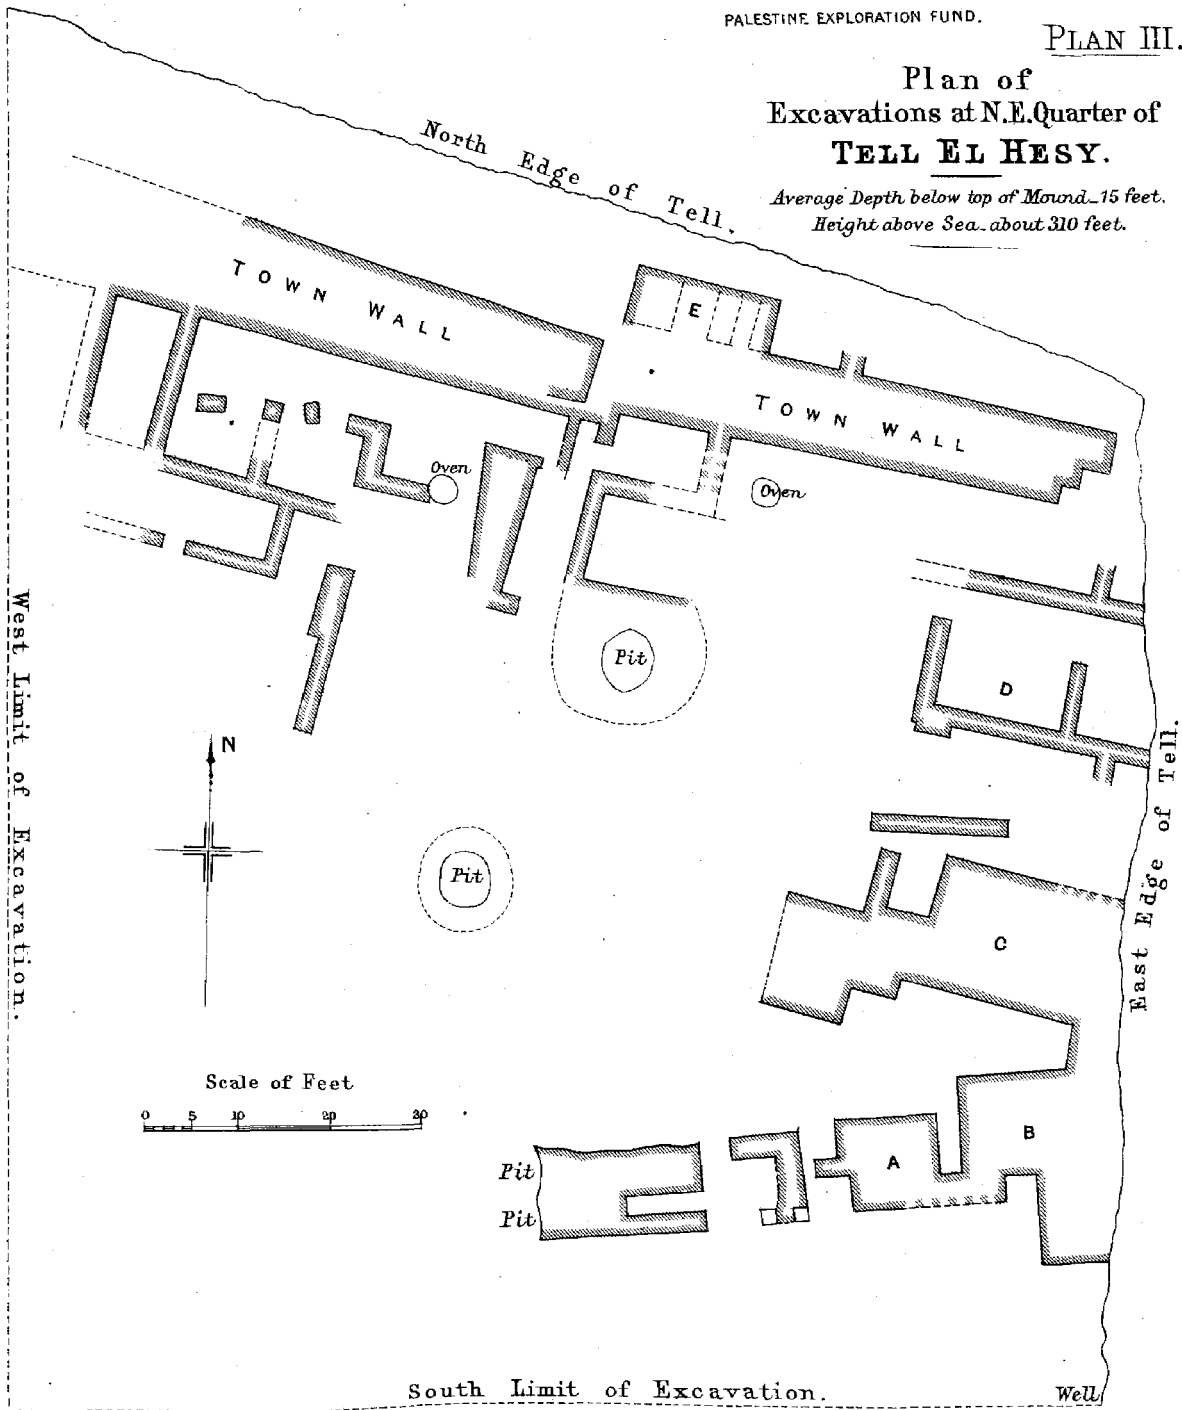 PALESTINE EXPLORATION FUND.
PLAN III.
Plan of
Excavations at N.E. Quarter of
TELL EL HESY.
Average Depth below top of Mound_15 feet.
Height above Sea_about 310 feet.
North Edge of Tell.
TOWN WALL
E
TOWN WALL
Oven
Oven
West Limit of Excavation.
Pit
D
N
East Edge of Tell.
Pit
C
Scale of Feet
0 5 10 20 30
Pit
A
B
Pit
South Limit of Excavation.
Well